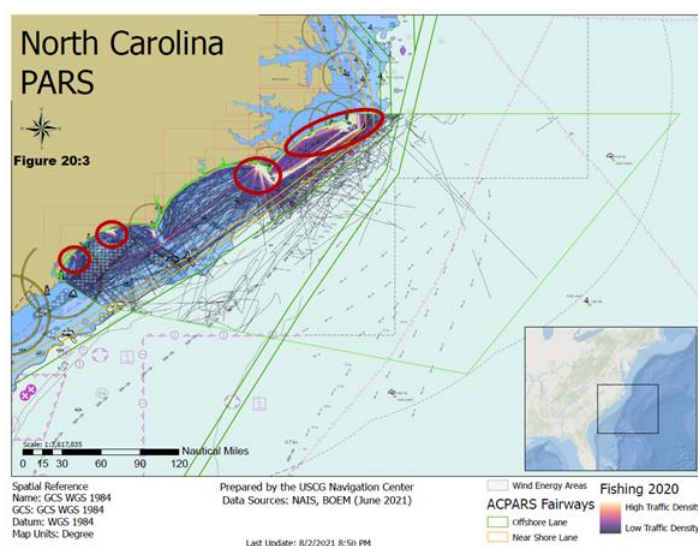 North Carolina
PARS
Figure 20:3
Scale: 1:3,617,835
Nautical Miles
0 15 30 60 90 120
Spatial Reference
Name: GCS WGS 1984
GCS: GCS WGS 1984
Datum: WGS 1984
Map Units: Degree
Prepared by the USCG Navigation Center
Data Sources: NAIS, BOEM (June 2021)
Last Update: 8/2/2021 8:50 PM
Wind Energy Areas
ACPARS Fairways
Offshore Lane
Near Shore Lane
Fishing 2020
High Traffic Density
Low Traffic Density